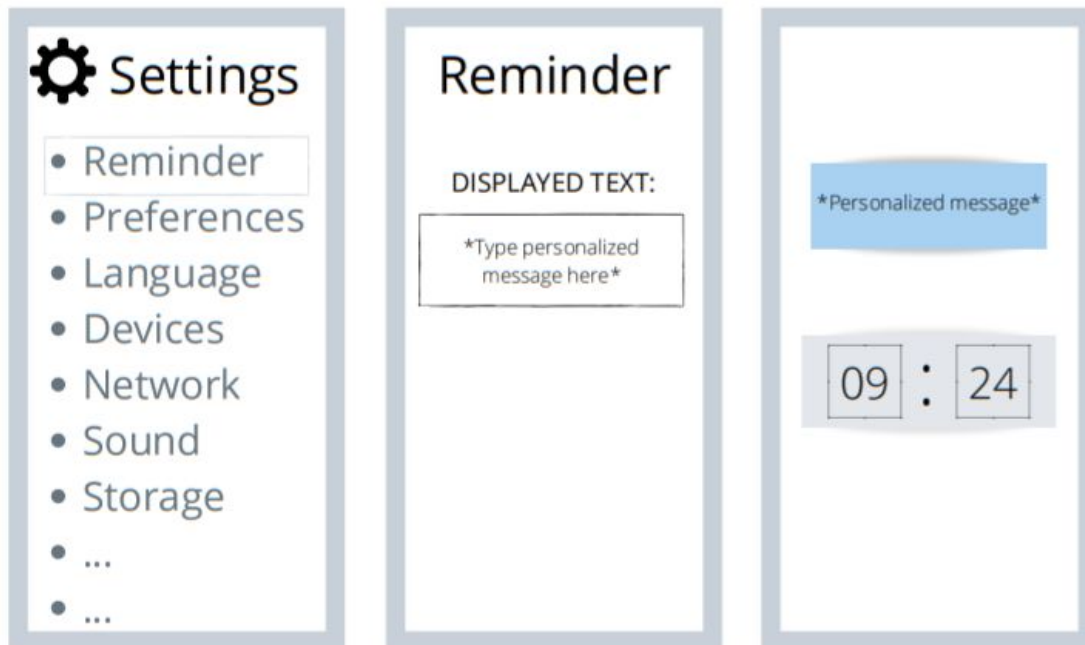 Settings
• Reminder
• Preferences
• Language
• Devices
• Network
• Sound
• Storage
• ...
• ...
Reminder
DISPLAYED TEXT:
*Type personalized
message here*
*Personalized message*
09 : 24